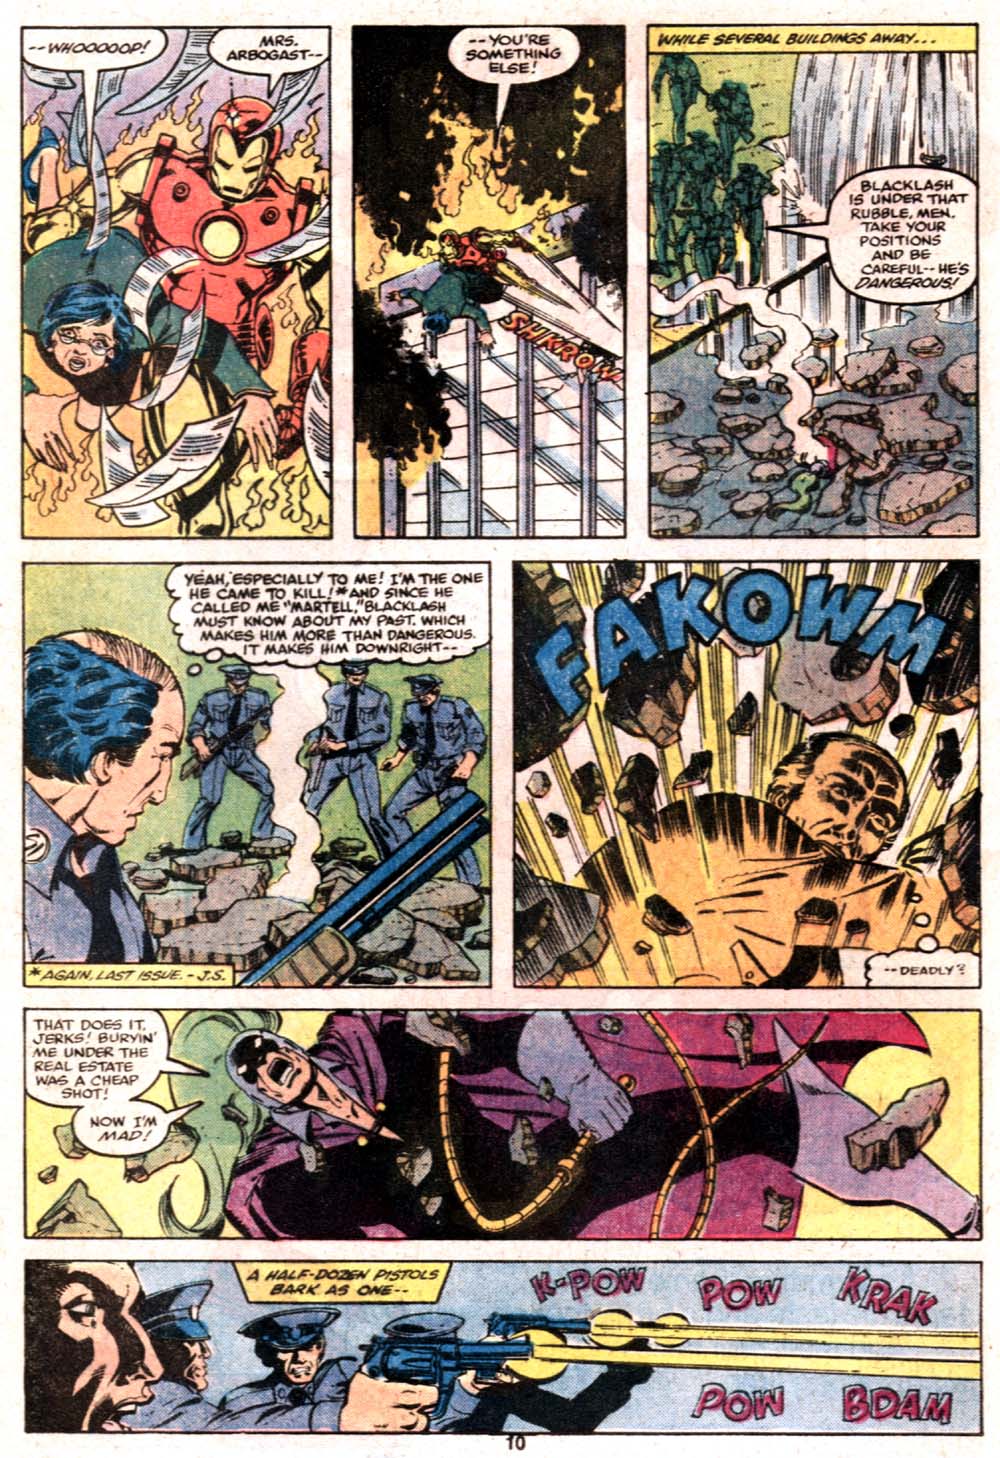 --WHOOOOOP!
MRS.
ARBOGAST--
--YOU'RE
SOMETHING
ELSE!
SHKROW
WHILE SEVERAL BUILDINGS AWAY...
BLACKLASH
IS UNDER THAT
RUBBLE, MEN.
TAKE YOUR
POSITIONS
AND BE
CAREFUL--HE'S
DANGEROUS!
YEAH, ESPECIALLY TO ME! I'M THE ONE
HE CAME TO KILL!* AND SINCE HE
CALLED ME "MARTELL," BLACKLASH
MUST KNOW ABOUT MY PAST. WHICH
MAKES HIM MORE THAN DANGEROUS.
IT MAKES HIM DOWNRIGHT--
*AGAIN, LAST ISSUE. - J.S.
FAKOWM
--DEADLY?
THAT DOES IT,
JERKS! BURYIN'
ME UNDER THE
REAL ESTATE
WAS A CHEAP
SHOT!
NOW I'M
MAD!
A HALF-DOZEN PISTOLS
BARK AS ONE--
K-POW
POW
KRAK
POW
BDAM
10